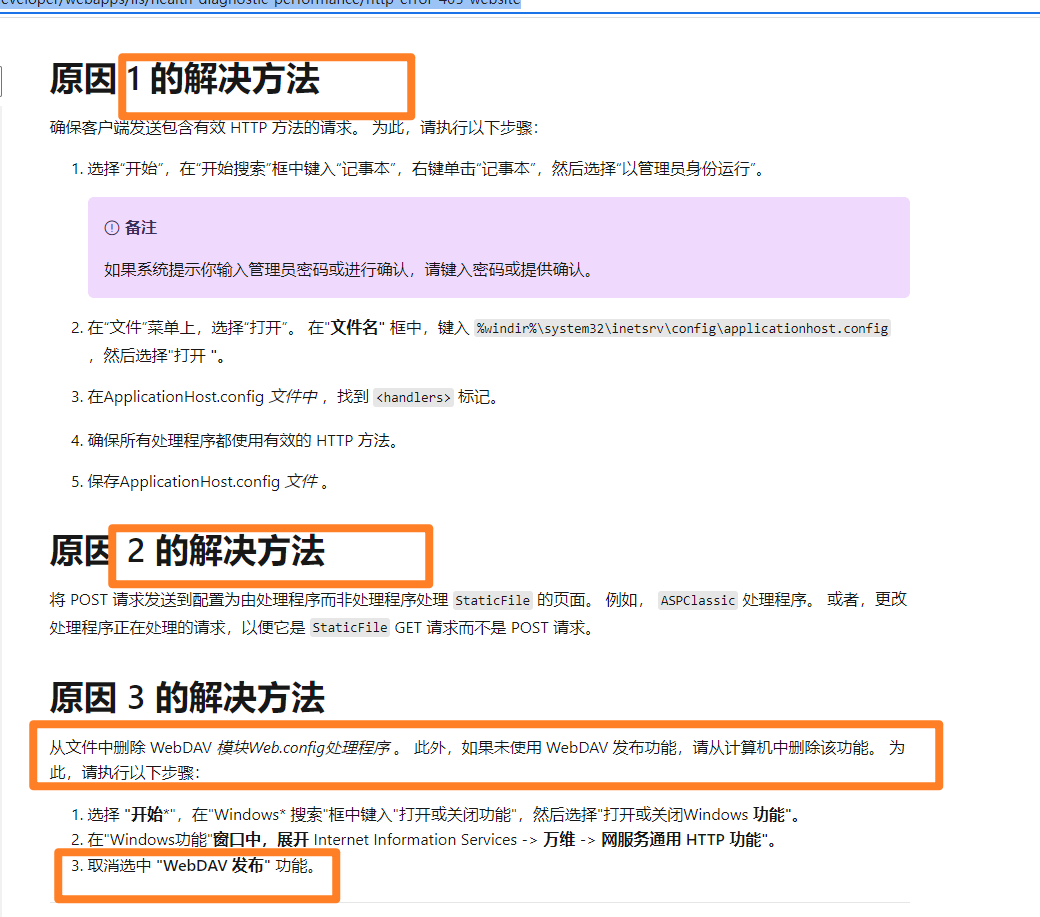 eveloper/webapps/iis/health-diagnostic-performance/http-error-405-website
原因 1 的解决方法
确保客户端发送包含有效 HTTP 方法的请求。 为此，请执行以下步骤：
1. 选择“开始”，在“开始搜索”框中键入“记事本”，右键单击“记事本”，然后选择“以管理员身份运行”。
备注
如果系统提示你输入管理员密码或进行确认，请键入密码或提供确认。
2. 在“文件”菜单上，选择“打开”。 在"文件名" 框中，键入 %windir%\system32\inetsrv\config\applicationhost.config
，然后选择"打开 "。
3. 在ApplicationHost.config 文件中 ，找到 <handlers> 标记。
4. 确保所有处理程序都使用有效的 HTTP 方法。
5. 保存ApplicationHost.config 文件 。
原因 2 的解决方法
将 POST 请求发送到配置为由处理程序而非处理程序处理 StaticFile 的页面。 例如， ASPClassic 处理程序。 或者，更改
处理程序正在处理的请求，以便它是 StaticFile GET 请求而不是 POST 请求。
原因 3 的解决方法
从文件中删除 WebDAV 模块Web.config处理程序 。 此外，如果未使用 WebDAV 发布功能，请从计算机中删除该功能。 为
此，请执行以下步骤：
1. 选择 "开始*"，在"Windows* 搜索"框中键入"打开或关闭功能"，然后选择"打开或关闭Windows 功能"。
2. 在"Windows功能"窗口中，展开 Internet Information Services -> 万维 -> 网服务通用 HTTP 功能"。
3. 取消选中 "WebDAV 发布" 功能。